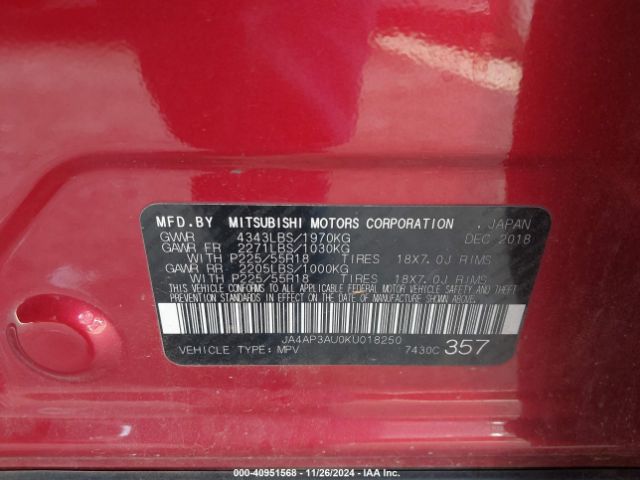 MFD.BY MITSUBISHI MOTORS CORPORATION , JAPAN
GVWR 4343LBS/1970KG DEC 2018
GAWR FR 2271LBS/1030KG
WITH P225/55R18 TIRES 18X7.0J RIMS
GAWR RR 2205LBS/1000KG
WITH P225/55R18 TIRES 18X7.0J RIMS
THIS VEHICLE CONFORMS TO ALL APPLICABLE FEDERAL MOTOR VEHICLE SAFETY AND THEFT
PREVENTION STANDARDS IN EFFECT ON THE DATE OF MANUFACTURE SHOWN ABOVE.
JA4AP3AU0KU018250
VEHICLE TYPE: MPV 7430C 357
© - 40951568 - 11/26/2024 - IAA Inc.